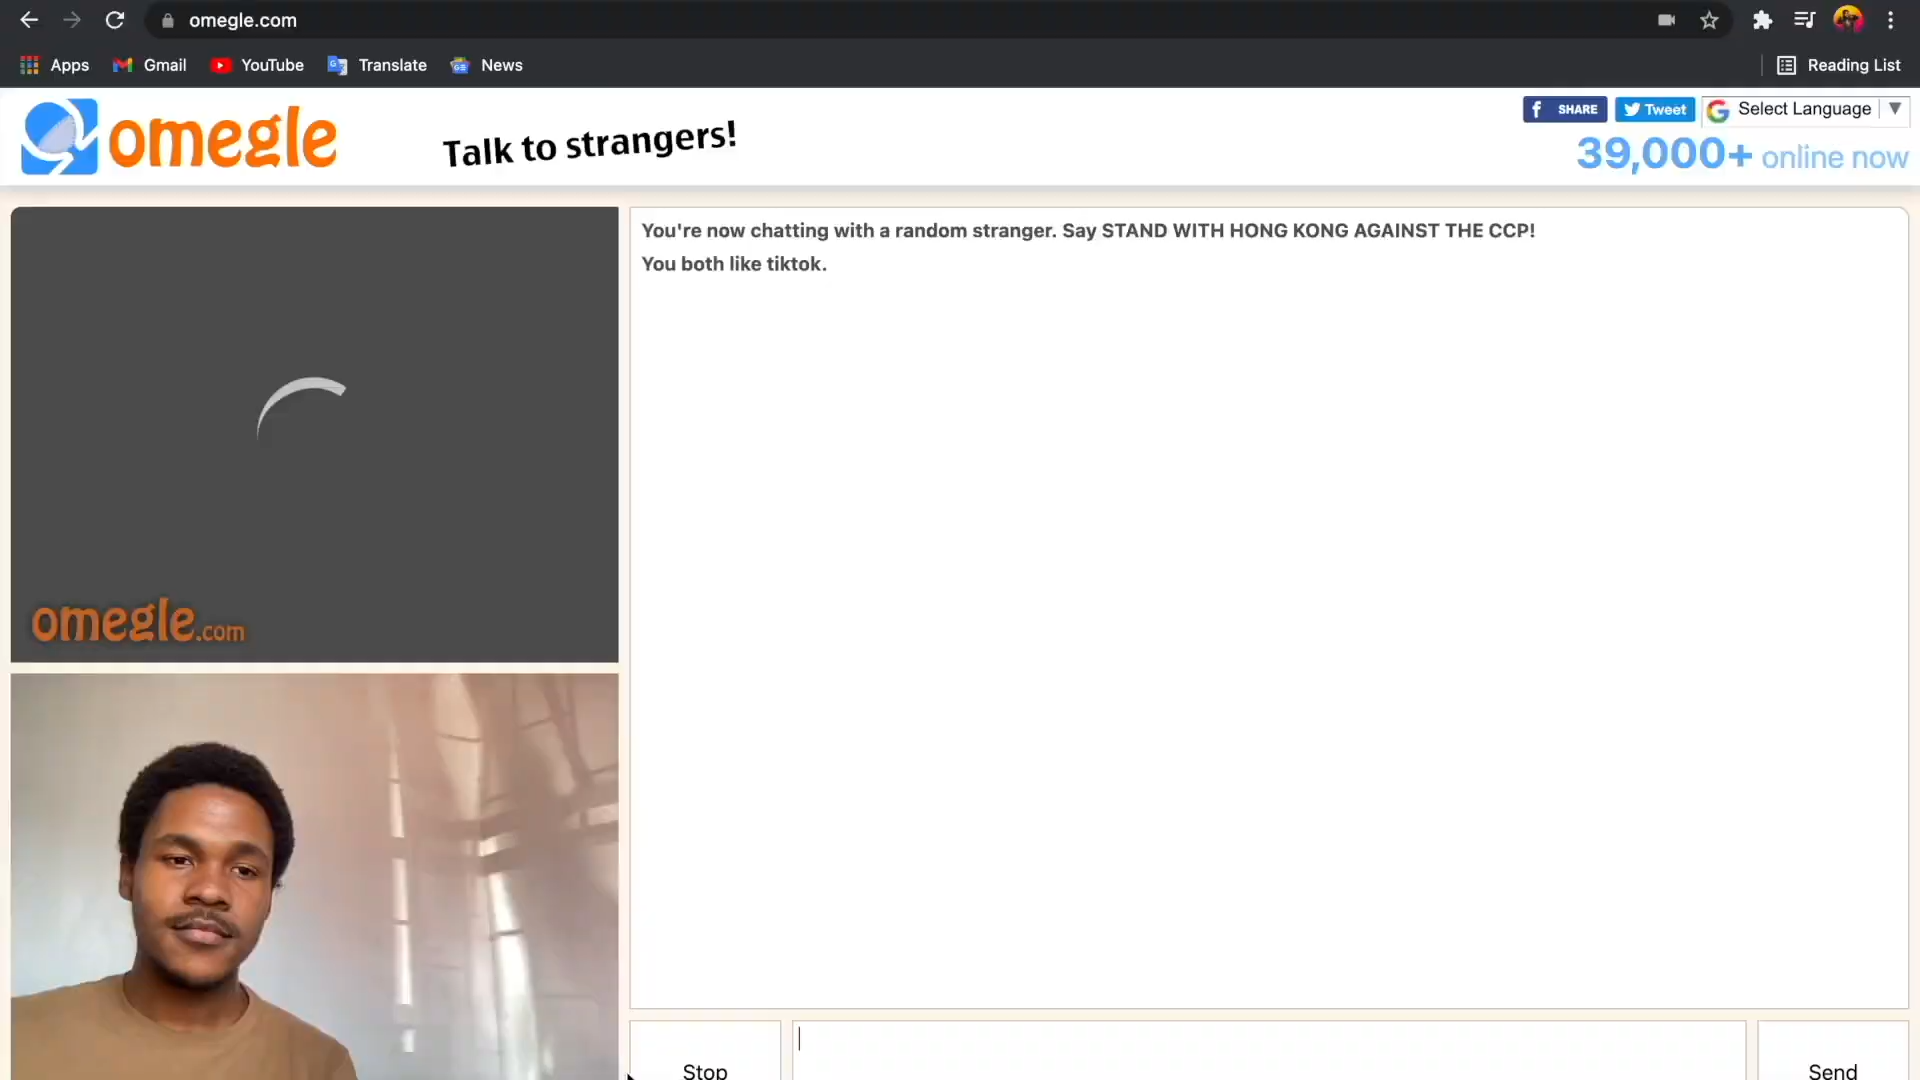 omegle.com
Apps
Gmail
YouTube
Translate
News
Reading List
omegle
Talk to strangers!
SHARE
Tweet
Select Language
39,000+ online now
You're now chatting with a random stranger. Say STAND WITH HONG KONG AGAINST THE CCP!
You both like tiktok.
omegle.com
Stop
Send